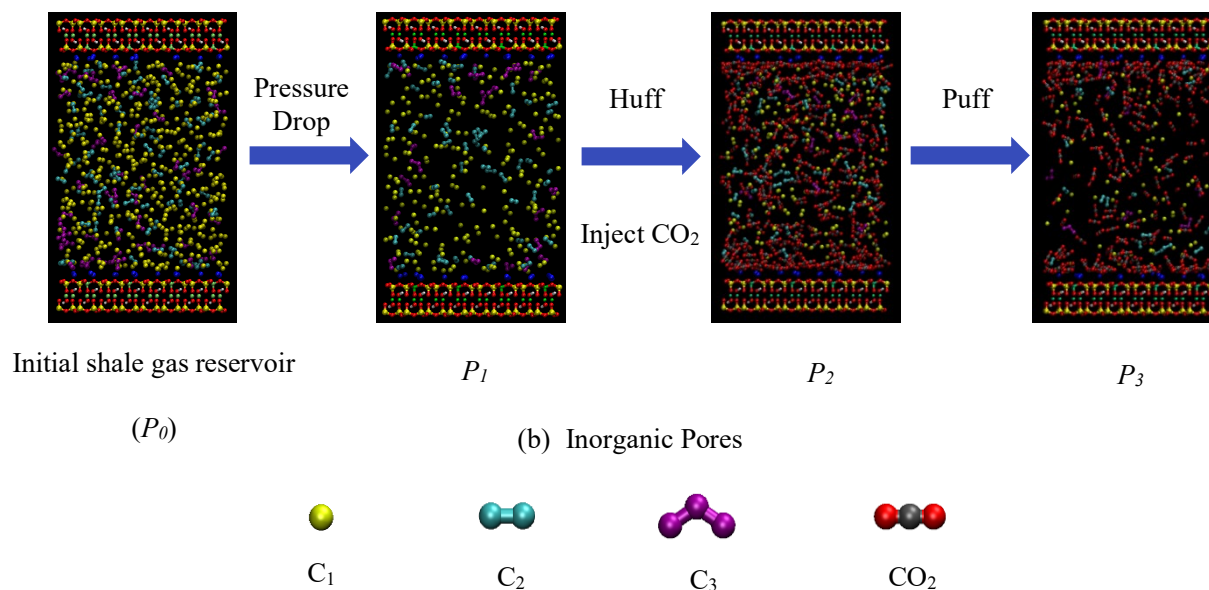 Pressure
Drop
Huff
Inject CO₂
Puff
Initial shale gas reservoir
(P₀)
P₁
P₂
P₃
(b) Inorganic Pores
C₁
C₂
C₃
CO₂